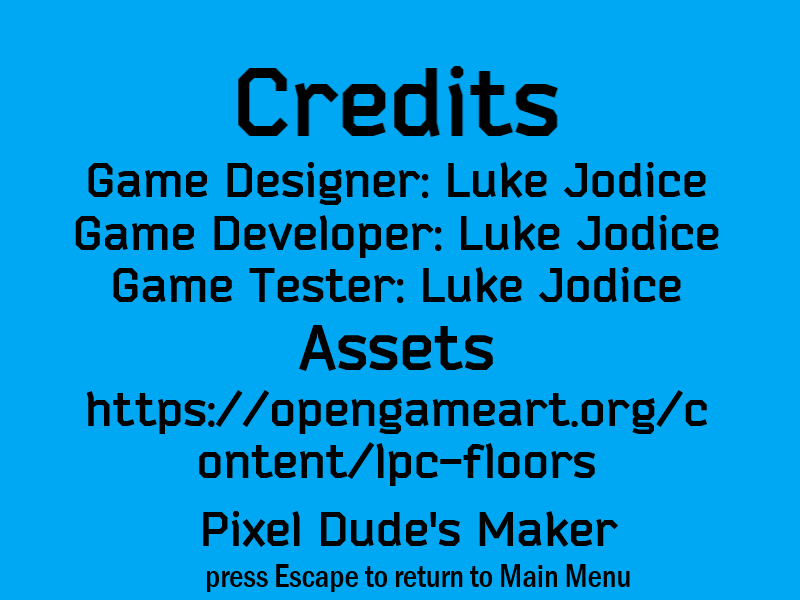 Credits
Game Designer: Luke Jodice
Game Developer: Luke Jodice
Game Tester: Luke Jodice
Assets
https://opengameart.org/c
ontent/lpc-floors
Pixel Dude's Maker
press Escape to return to Main Menu